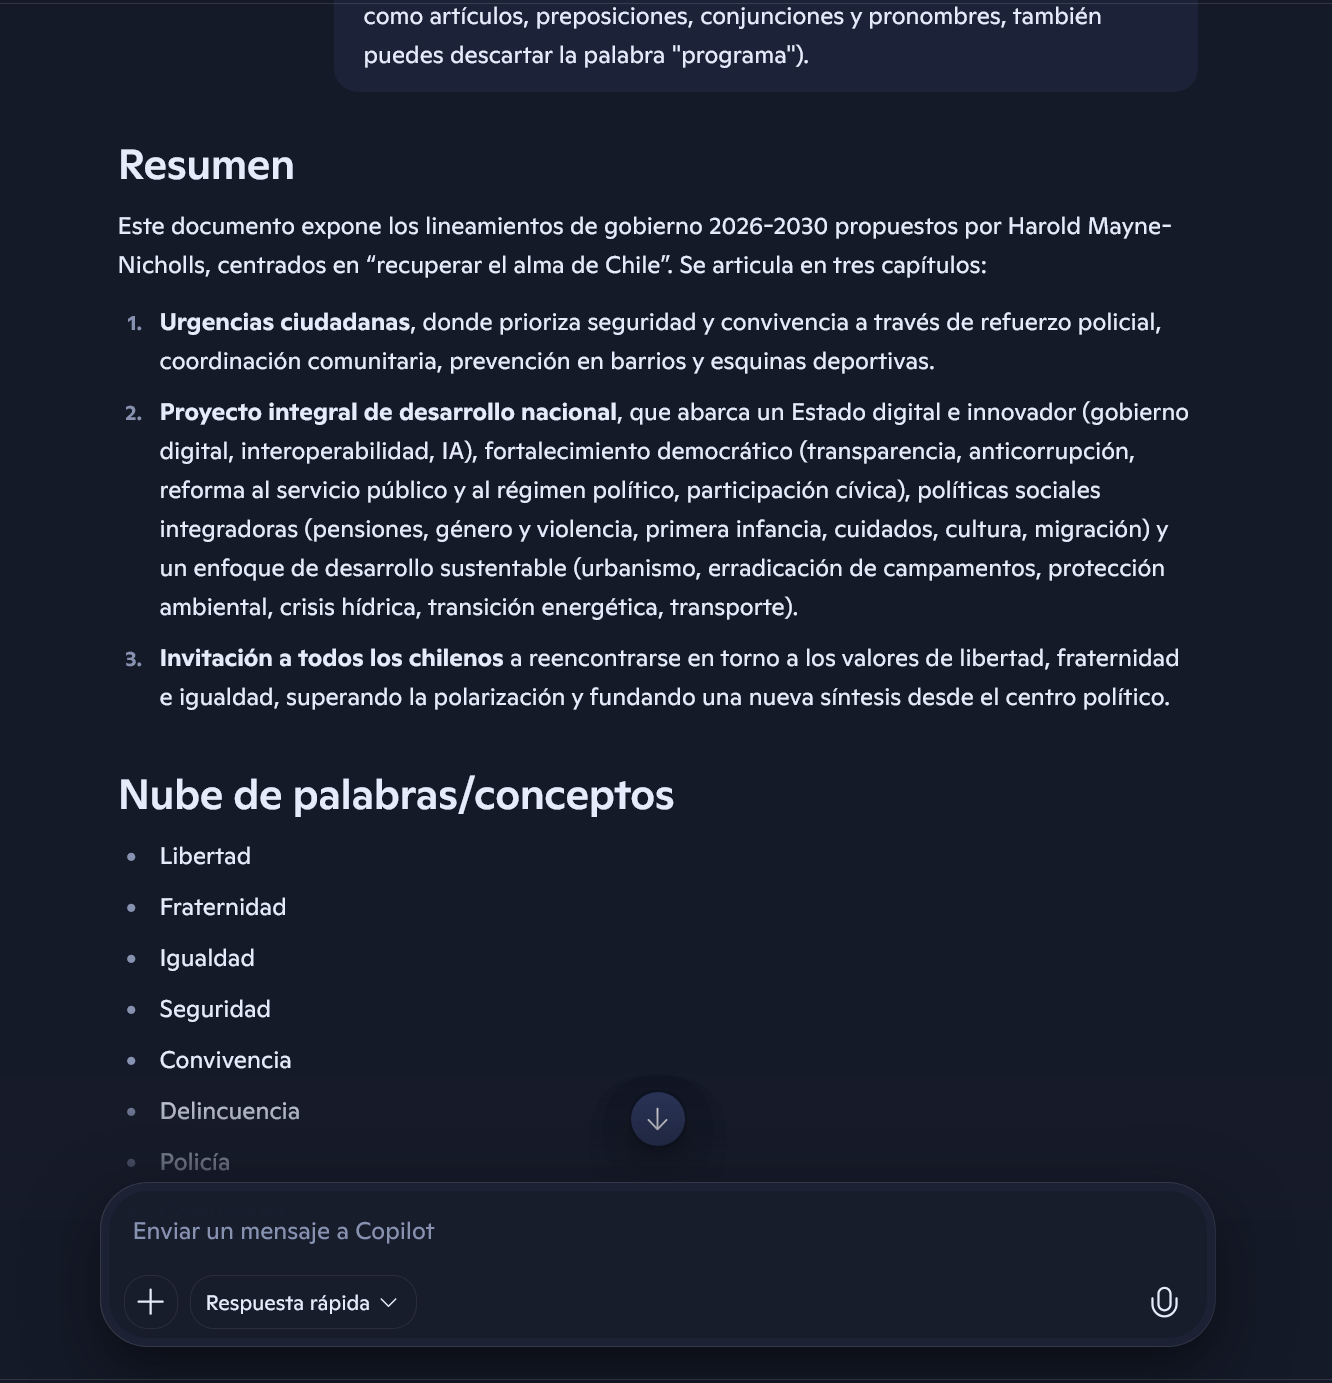 como artículos, preposiciones, conjunciones y pronombres, también
puedes descartar la palabra "programa").
Resumen
Este documento expone los lineamientos de gobierno 2026-2030 propuestos por Harold Mayne-
Nicholls, centrados en “recuperar el alma de Chile”. Se articula en tres capítulos:
1. Urgencias ciudadanas, donde prioriza seguridad y convivencia a través de refuerzo policial,
coordinación comunitaria, prevención en barrios y esquinas deportivas.
2. Proyecto integral de desarrollo nacional, que abarca un Estado digital e innovador (gobierno
digital, interoperabilidad, IA), fortalecimiento democrático (transparencia, anticorrupción,
reforma al servicio público y al régimen político, participación cívica), políticas sociales
integradoras (pensiones, género y violencia, primera infancia, cuidados, cultura, migración) y
un enfoque de desarrollo sustentable (urbanismo, erradicación de campamentos, protección
ambiental, crisis hídrica, transición energética, transporte).
3. Invitación a todos los chilenos a reencontrarse en torno a los valores de libertad, fraternidad
e igualdad, superando la polarización y fundando una nueva síntesis desde el centro político.
Nube de palabras/conceptos
• Libertad
• Fraternidad
• Igualdad
• Seguridad
• Convivencia
• Delincuencia
• Policía
Enviar un mensaje a Copilot
Respuesta rápida